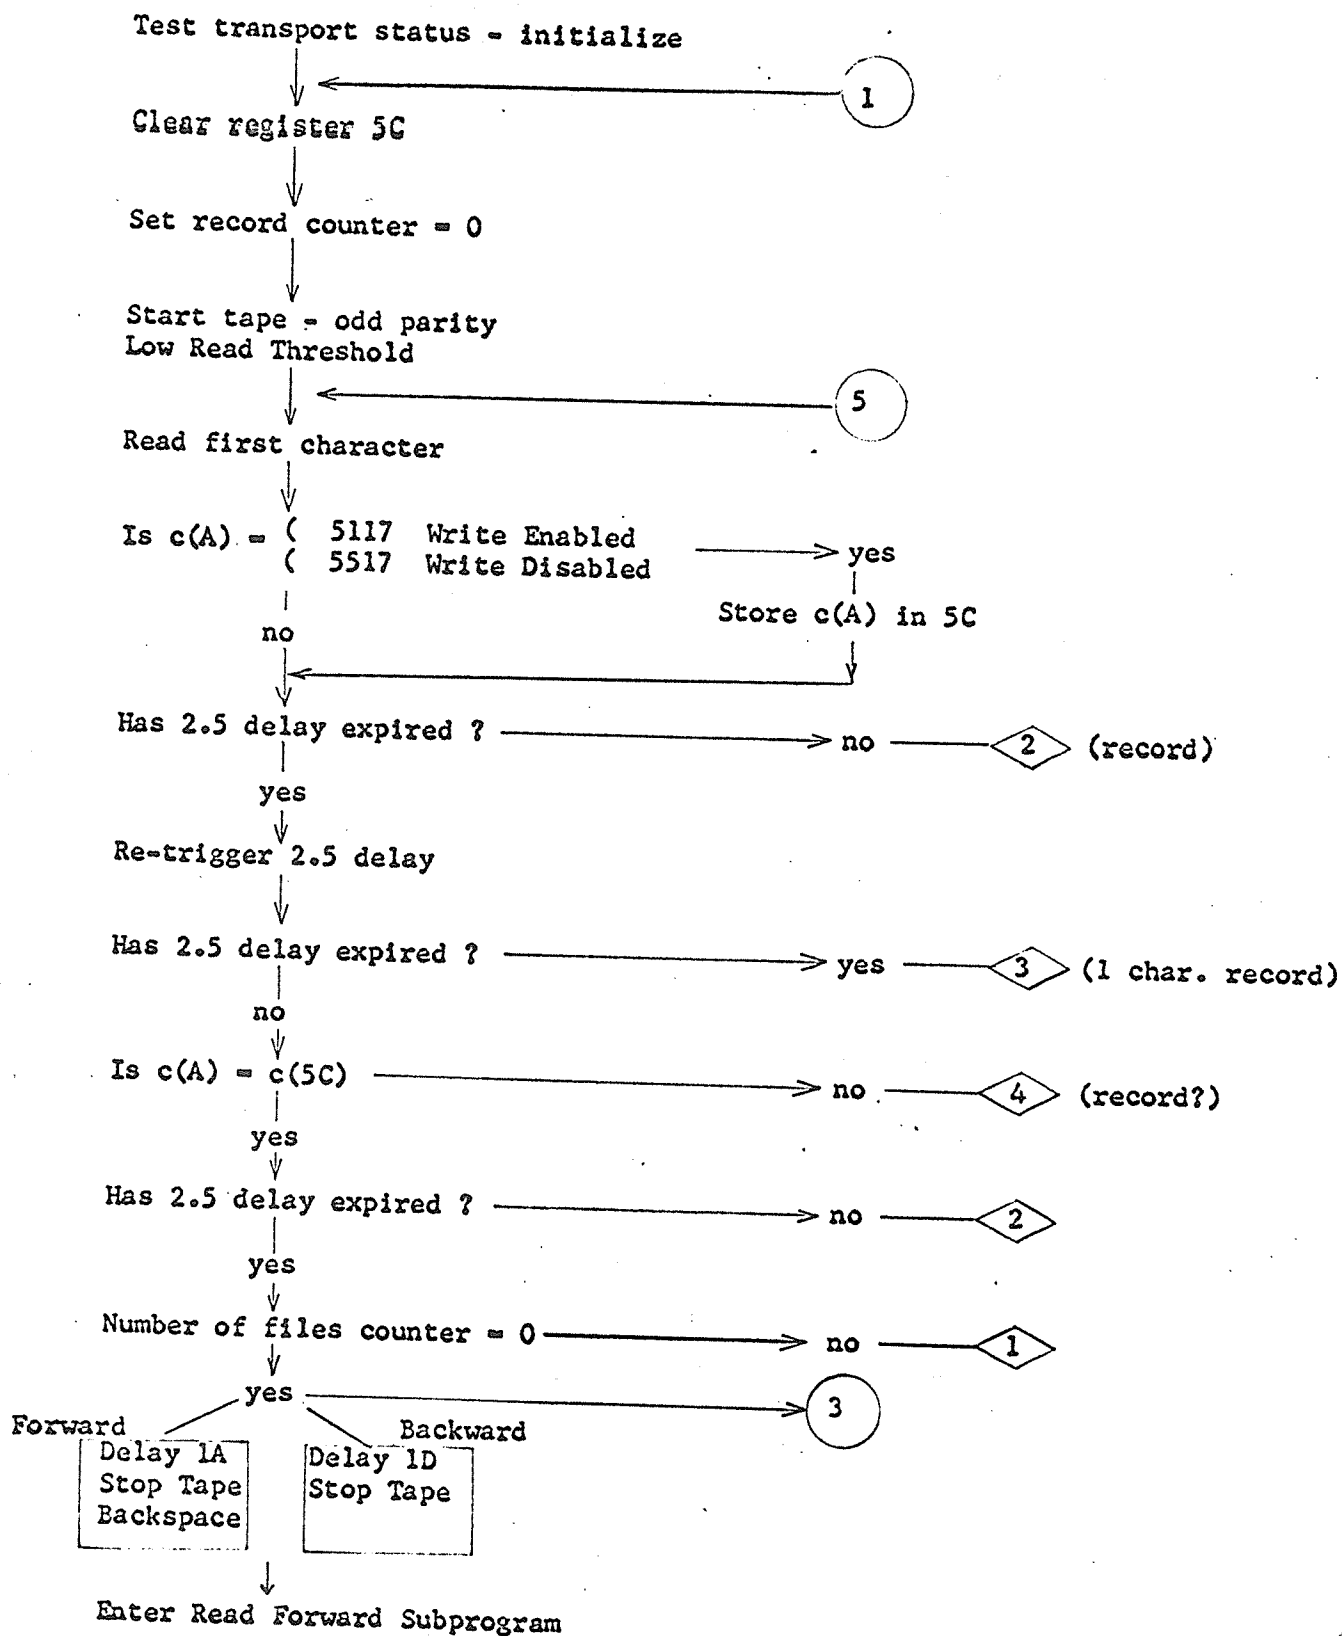 Test transport status - initialize
1
Clear register 5C
Set record counter = 0
Start tape - odd parity
Low Read Threshold
5
Read first character
Is c(A) = ( 5117 Write Enabled
( 5517 Write Disabled
yes
Store c(A) in 5C
no
Has 2.5 delay expired ? no 2 (record)
yes
Re-trigger 2.5 delay
Has 2.5 delay expired ? yes 3 (1 char. record)
no
Is c(A) = c(5C) no 4 (record?)
yes
Has 2.5 delay expired ? no 2
yes
Number of files counter = 0 no 1
yes 3
Forward Backward
Delay 1A
Stop Tape
Backspace
Delay 1D
Stop Tape
Enter Read Forward Subprogram